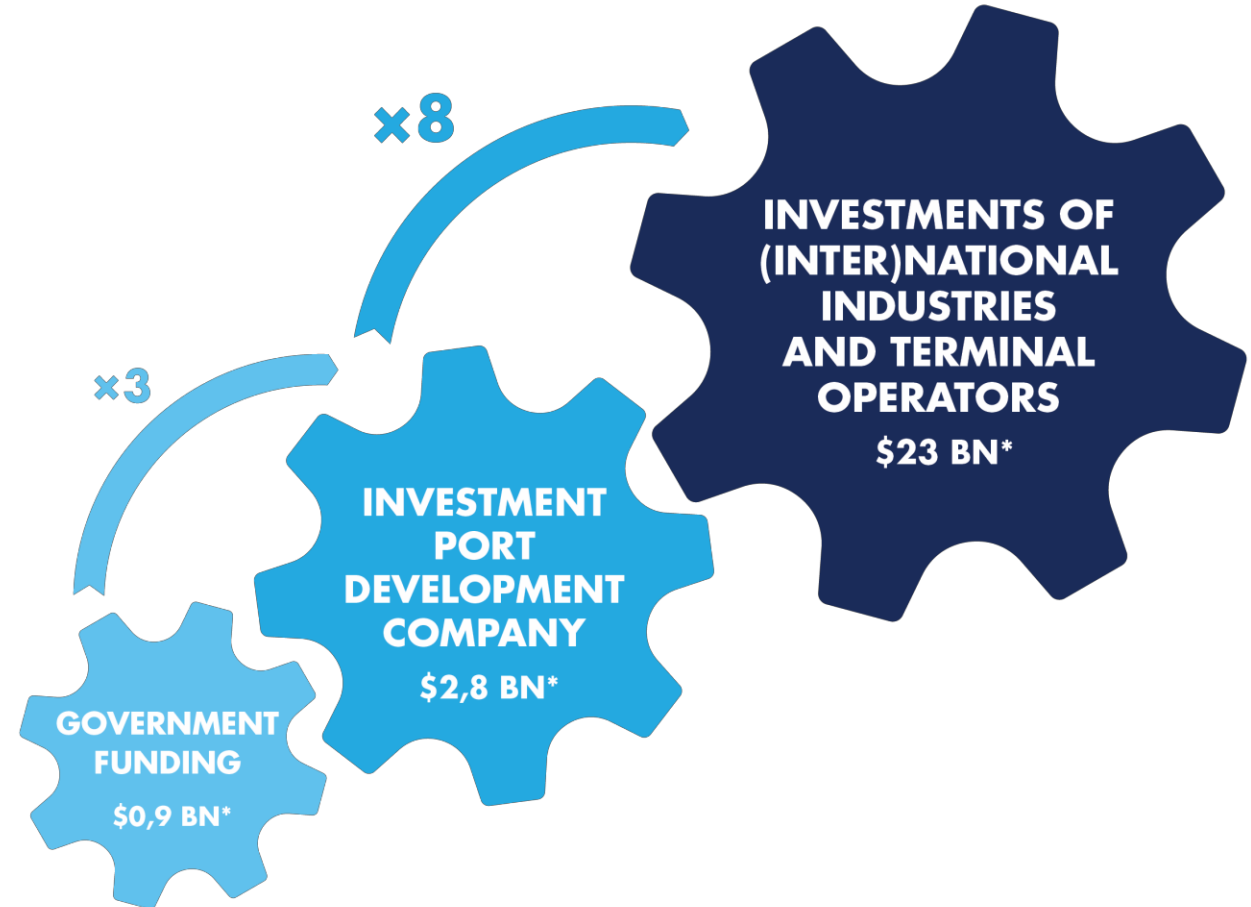 ×8
INVESTMENTS OF
(INTER)NATIONAL
INDUSTRIES
AND TERMINAL
OPERATORS
$23 BN*
×3
INVESTMENT
PORT
DEVELOPMENT
COMPANY
$2,8 BN*
GOVERNMENT
FUNDING
$0,9 BN*